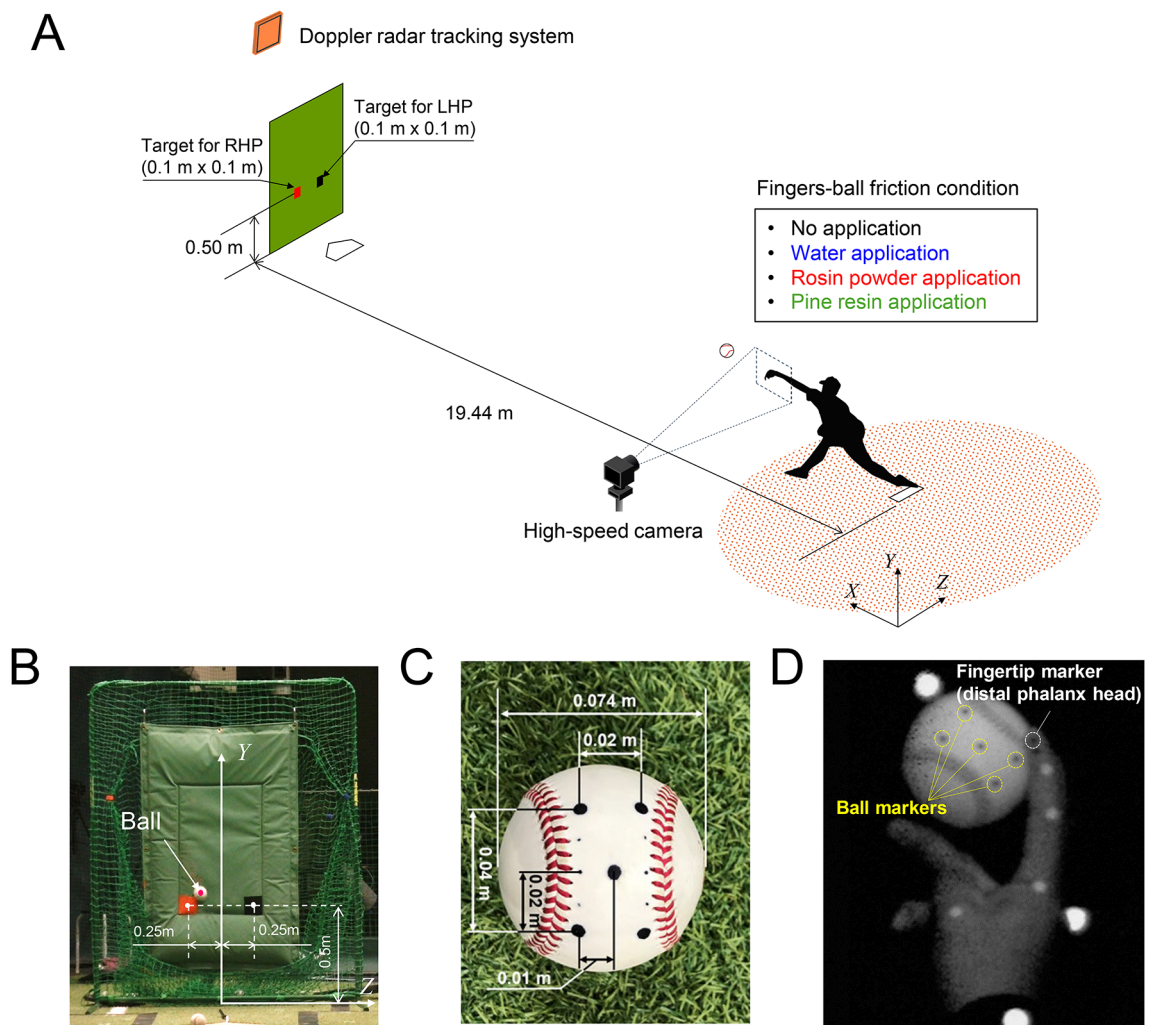 A
Doppler radar tracking system
Target for LHP
(0.1 m x 0.1 m)
Target for RHP
(0.1 m x 0.1 m)
0.50 m
Fingers-ball friction condition
• No application
• Water application
• Rosin powder application
• Pine resin application
19.44 m
High-speed camera
Y
X
Z
B
Y
Ball
0.25m
0.25m
0.5m
Z
C
0.074 m
0.02 m
0.04 m
0.02 m
0.01 m
D
Fingertip marker
(distal phalanx head)
Ball markers